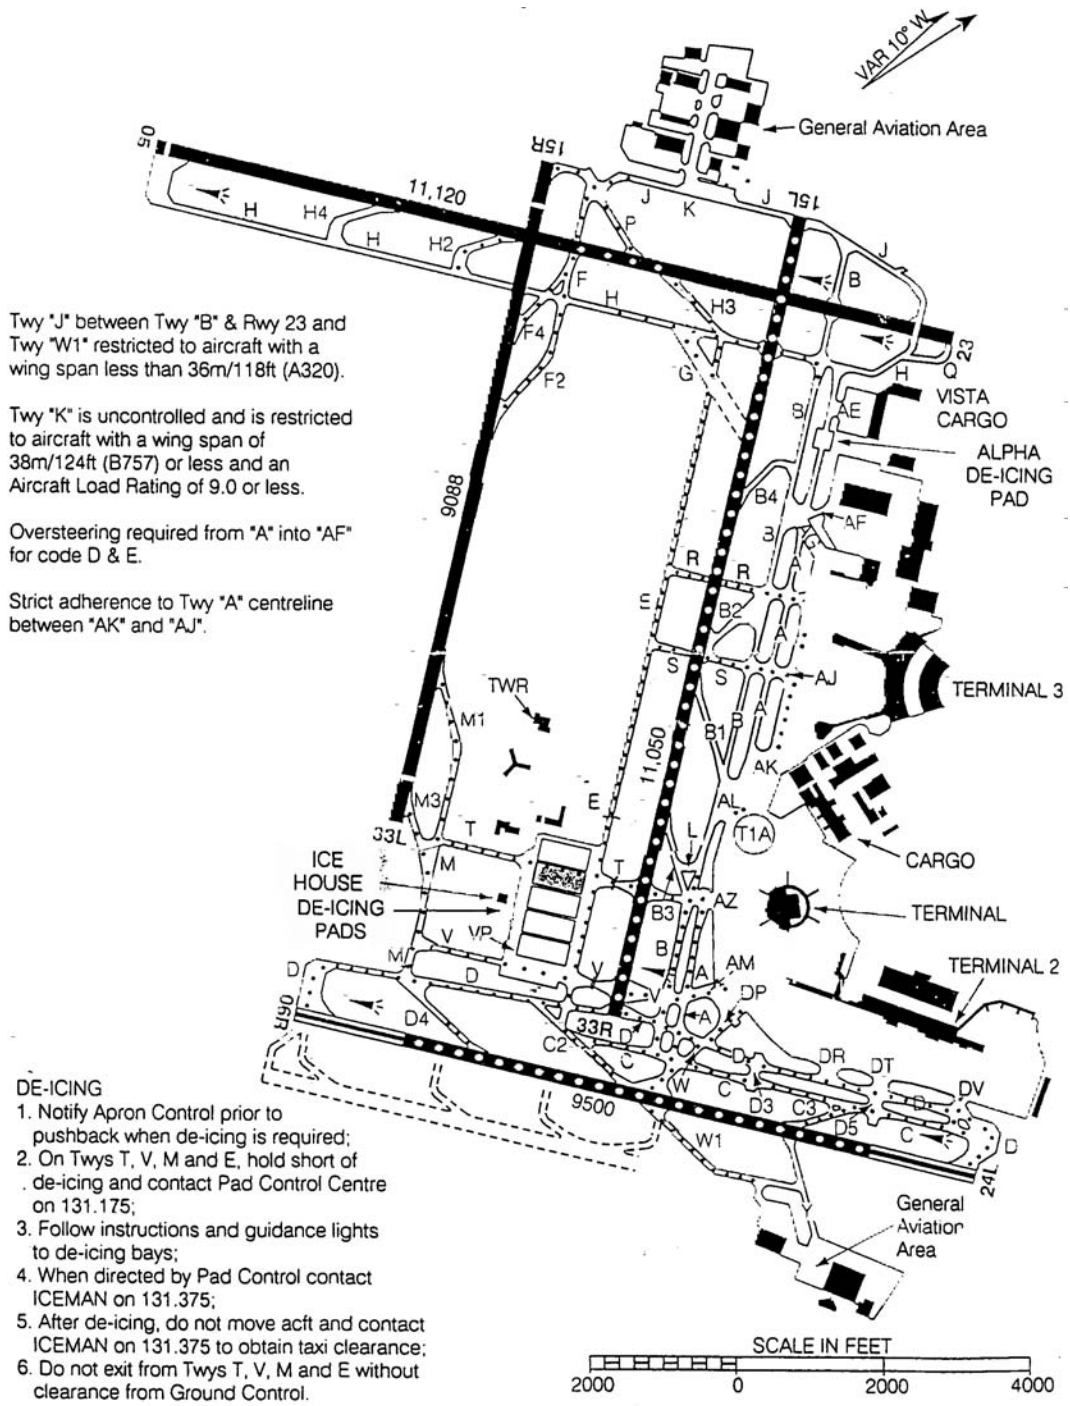 VAR 10° W
General Aviation Area
05
15R
15L
11,120
J
K
J
P
H
H4
H
H2
J
B
F
H
H3
F4
F2
G
H
Q
23
Twy "J" between Twy "B" & Rwy 23 and
Twy "W1" restricted to aircraft with a
wing span less than 36m/118ft (A320).
Twy "K" is uncontrolled and is restricted
to aircraft with a wing span of
38m/124ft (B757) or less and an
Aircraft Load Rating of 9.0 or less.
Oversteering required from "A" into "AF"
for code D & E.
Strict adherence to Twy "A" centreline
between "AK" and "AJ".
VISTA
CARGO
B
AE
ALPHA
DE-ICING
PAD
9088
B4
AF
B
AG
A
R
R
E
B2
A
S
S
AJ
TERMINAL 3
TWR
M1
B1
B
A
11,050
AK
M3
E
AL
T1A
33L
T
L
CARGO
M
T
ICE
HOUSE
DE-ICING
PADS
B3
AZ
TERMINAL
VP
V
B
M
D
D
V
A
AM
DP
TERMINAL 2
06R
D4
33R
V
D
A
C2
C
D
DR
DT
DV
W
C
D3
C3
D
D5
C
D
9500
W1
24L
General
Aviation
Area
DE-ICING
1. Notify Apron Control prior to
pushback when de-icing is required;
2. On Twys T, V, M and E, hold short of
de-icing and contact Pad Control Centre
on 131.175;
3. Follow instructions and guidance lights
to de-icing bays;
4. When directed by Pad Control contact
ICEMAN on 131.375;
5. After de-icing, do not move acft and contact
ICEMAN on 131.375 to obtain taxi clearance;
6. Do not exit from Twys T, V, M and E without
clearance from Ground Control.
SCALE IN FEET
2000 0 2000 4000